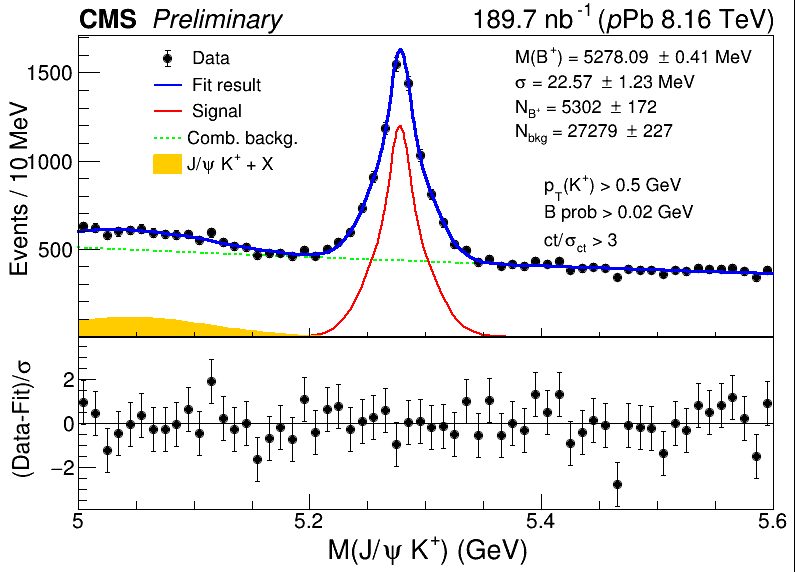 CMS Preliminary 189.7 nb⁻¹ (pPb 8.16 TeV)
Events / 10 MeV
1500
1000
500
Data
Fit result
Signal
Comb. backg.
J/ψ K⁺ + X
M(B⁺) = 5278.09 ± 0.41 MeV
σ = 22.57 ± 1.23 MeV
N_B⁺ = 5302 ± 172
N_bkg = 27279 ± 227
p_T(K⁺) > 0.5 GeV
B prob > 0.02 GeV
ct/σ_ct > 3
(Data-Fit)/σ
2
0
−2
5 5.2 5.4 5.6
M(J/ψ K⁺) (GeV)